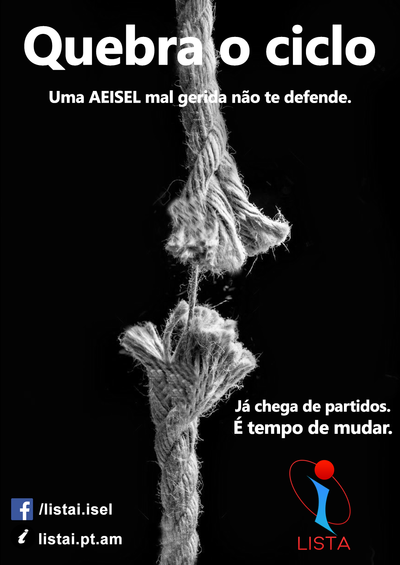 Quebra o ciclo
Uma AEISEL mal gerida não te defende.
Já chega de partidos.
É tempo de mudar.
/listai.isel
listai.pt.am
LISTA